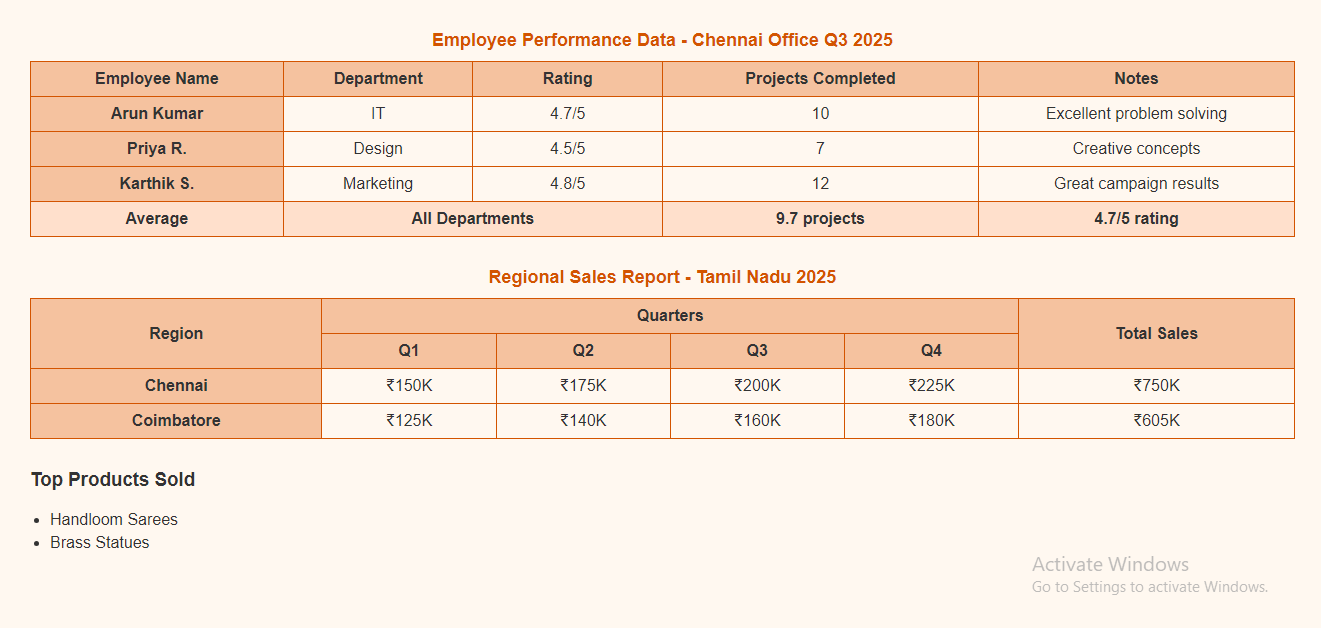 Employee Performance Data - Chennai Office Q3 2025
Employee Name Department Rating Projects Completed Notes
Arun Kumar IT 4.7/5 10 Excellent problem solving
Priya R. Design 4.5/5 7 Creative concepts
Karthik S. Marketing 4.8/5 12 Great campaign results
Average All Departments 9.7 projects 4.7/5 rating
Regional Sales Report - Tamil Nadu 2025
Region Quarters Total Sales
Q1 Q2 Q3 Q4
Chennai ₹150K ₹175K ₹200K ₹225K ₹750K
Coimbatore ₹125K ₹140K ₹160K ₹180K ₹605K
Top Products Sold
• Handloom Sarees
• Brass Statues
Activate Windows
Go to Settings to activate Windows.